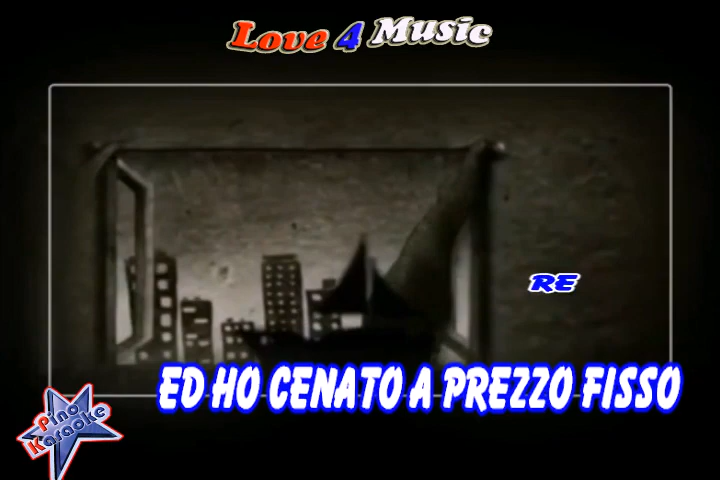 Love 4 Music
RE
ED HO CENATO A PREZZO FISSO
Pino
Karaoke